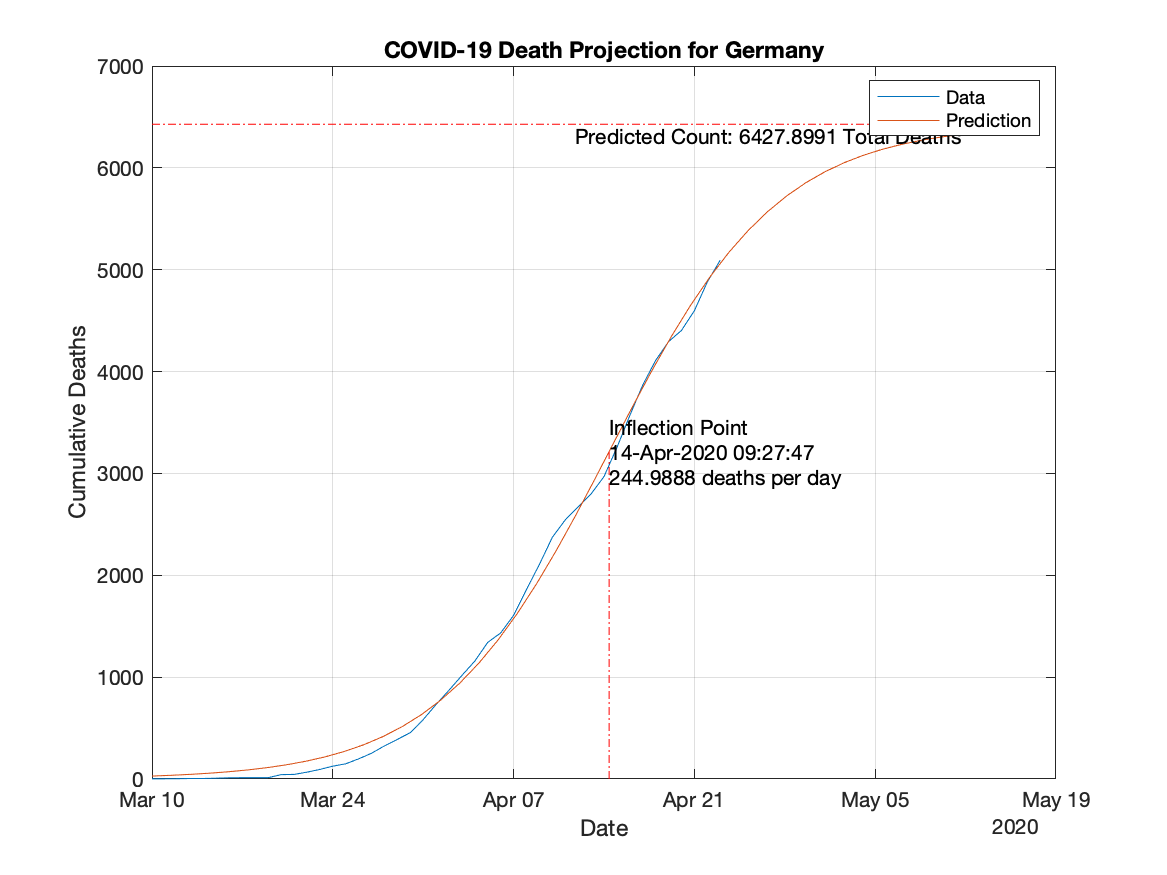 COVID-19 Death Projection for Germany
7000
Data
Prediction
Predicted Count: 6427.8991 Total Deaths
6000
5000
4000
Inflection Point
14-Apr-2020 09:27:47
244.9888 deaths per day
3000
2000
1000
0
Cumulative Deaths
Mar 10
Mar 24
Apr 07
Apr 21
May 05
May 19
Date
2020